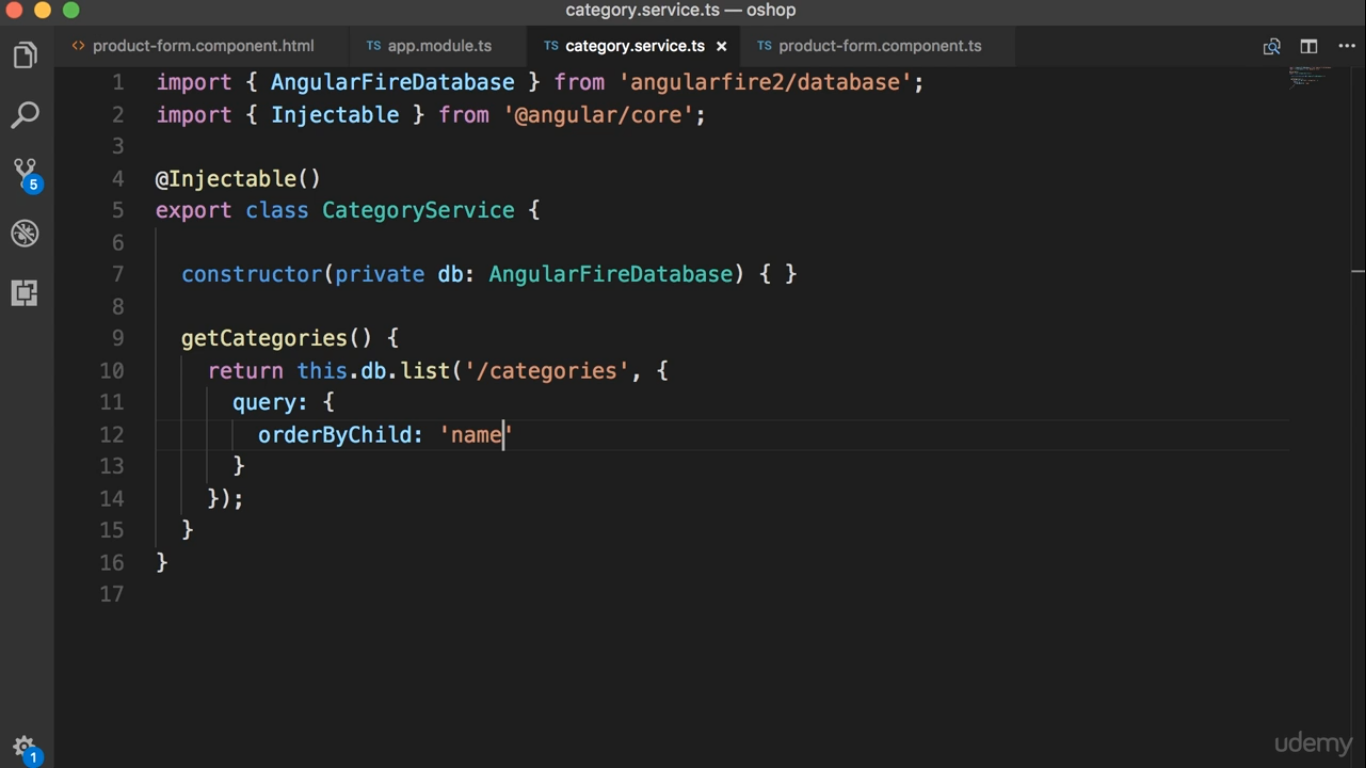 category.service.ts — oshop
<> product-form.component.html TS app.module.ts TS category.service.ts × TS product-form.component.ts
1 import { AngularFireDatabase } from 'angularfire2/database';
2 import { Injectable } from '@angular/core';
3
4 @Injectable()
5 export class CategoryService {
6
7 constructor(private db: AngularFireDatabase) { }
8
9 getCategories() {
10 return this.db.list('/categories', {
11 query: {
12 orderByChild: 'name'
13 }
14 });
15 }
16 }
17
5
1
udemy